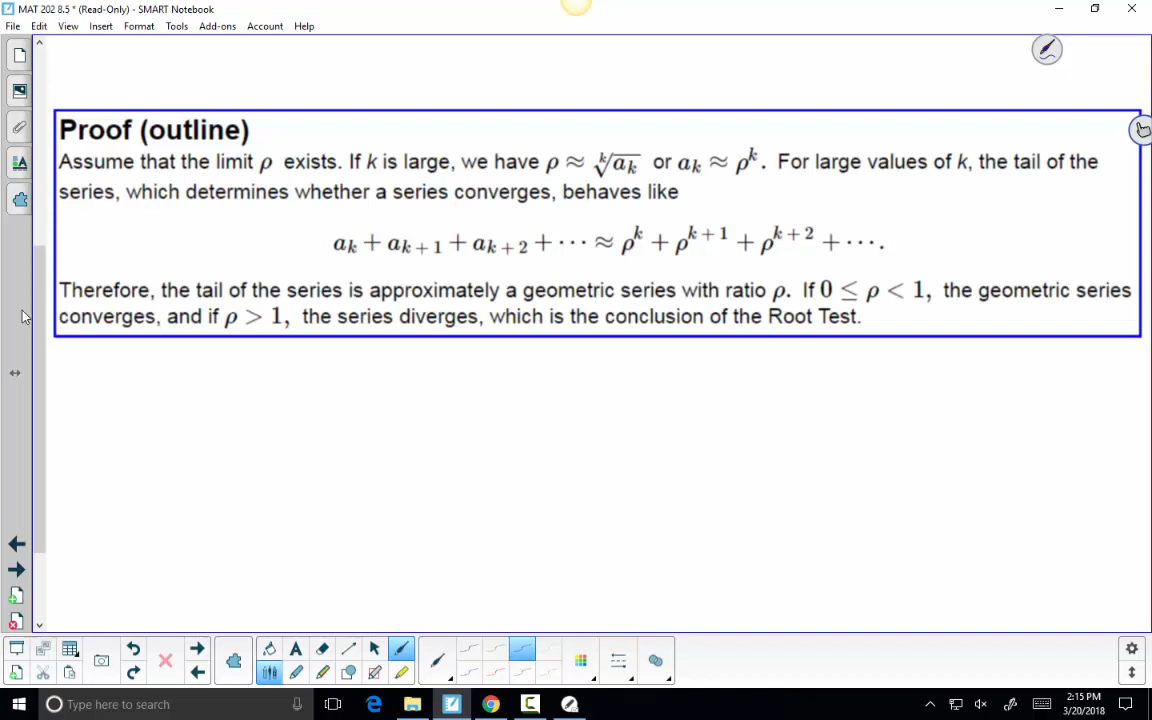 MAT 202 8.5 * (Read-Only) - SMART Notebook
File Edit View Insert Format Tools Add-ons Account Help
Proof (outline)
Assume that the limit ρ exists. If k is large, we have ρ ≈ ᵏ√aₖ or aₖ ≈ ρᵏ. For large values of k, the tail of the
series, which determines whether a series converges, behaves like
aₖ + aₖ₊₁ + aₖ₊₂ + ⋯ ≈ ρᵏ + ρᵏ⁺¹ + ρᵏ⁺² + ⋯.
Therefore, the tail of the series is approximately a geometric series with ratio ρ. If 0 ≤ ρ < 1, the geometric series
converges, and if ρ > 1, the series diverges, which is the conclusion of the Root Test.
Type here to search
2:15 PM
3/20/2018